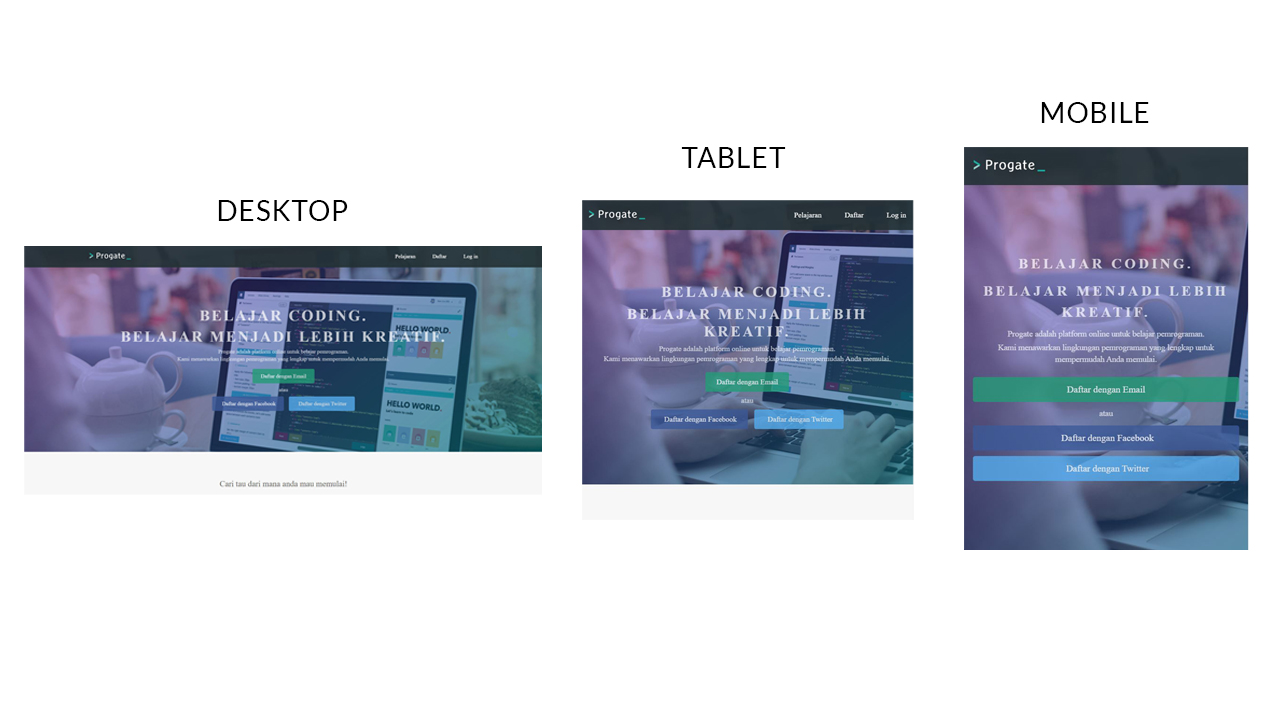 DESKTOP
> Progate_
Pelajaran Daftar Log in
BELAJAR CODING.
BELAJAR MENJADI LEBIH KREATIF.
Progate adalah platform online untuk belajar pemrograman.
Kami menawarkan lingkungan pemrograman yang lengkap untuk mempermudah Anda memulai.
Daftar dengan Email
atau
Daftar dengan Facebook Daftar dengan Twitter
HELLO WORLD.
HELLO WORLD.
Cari tau dari mana anda mau memulai!
TABLET
> Progate_
Pelajaran Daftar Log in
BELAJAR CODING.
BELAJAR MENJADI LEBIH
KREATIF.
Progate adalah platform online untuk belajar pemrograman.
Kami menawarkan lingkungan pemrograman yang lengkap untuk mempermudah Anda memulai.
Daftar dengan Email
atau
Daftar dengan Facebook Daftar dengan Twitter
MOBILE
> Progate_
BELAJAR CODING.
BELAJAR MENJADI LEBIH
KREATIF.
Progate adalah platform online untuk belajar pemrograman.
Kami menawarkan lingkungan pemrograman yang lengkap untuk
mempermudah Anda memulai.
Daftar dengan Email
atau
Daftar dengan Facebook
Daftar dengan Twitter